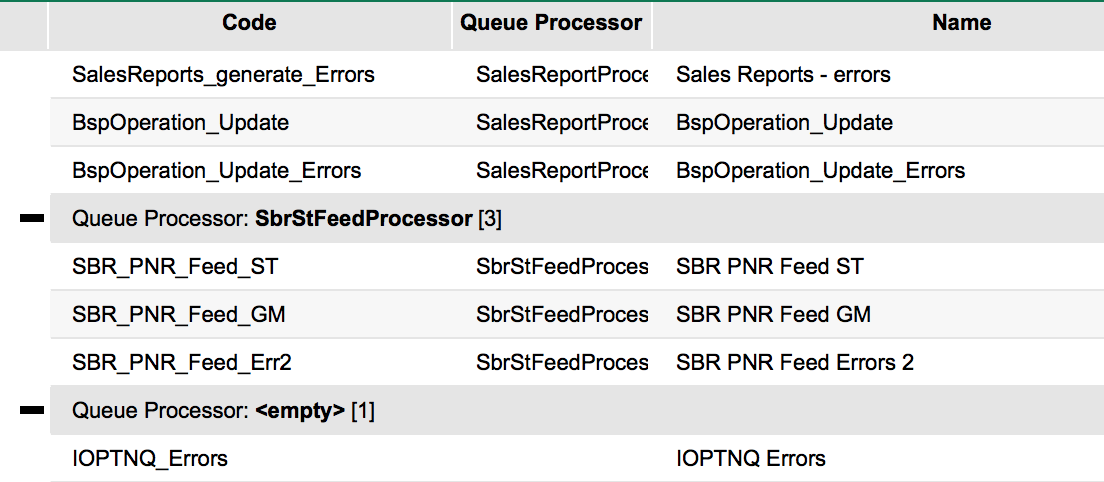 Code Queue Processor Name
SalesReports_generate_Errors SalesReportProce Sales Reports - errors
BspOperation_Update SalesReportProce BspOperation_Update
BspOperation_Update_Errors SalesReportProce BspOperation_Update_Errors
Queue Processor: SbrStFeedProcessor [3]
SBR_PNR_Feed_ST SbrStFeedProces SBR PNR Feed ST
SBR_PNR_Feed_GM SbrStFeedProces SBR PNR Feed GM
SBR_PNR_Feed_Err2 SbrStFeedProces SBR PNR Feed Errors 2
Queue Processor: <empty> [1]
IOPTNQ_Errors IOPTNQ Errors